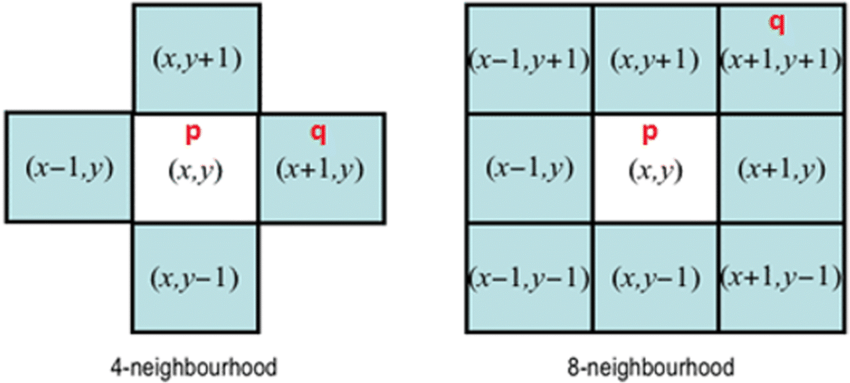 (x,y+1)
p
q
(x−1,y)
(x,y)
(x+1,y)
(x,y−1)
4-neighbourhood
q
(x−1,y+1)
(x,y+1)
(x+1,y+1)
p
(x−1,y)
(x,y)
(x+1,y)
(x−1,y−1)
(x,y−1)
(x+1,y−1)
8-neighbourhood